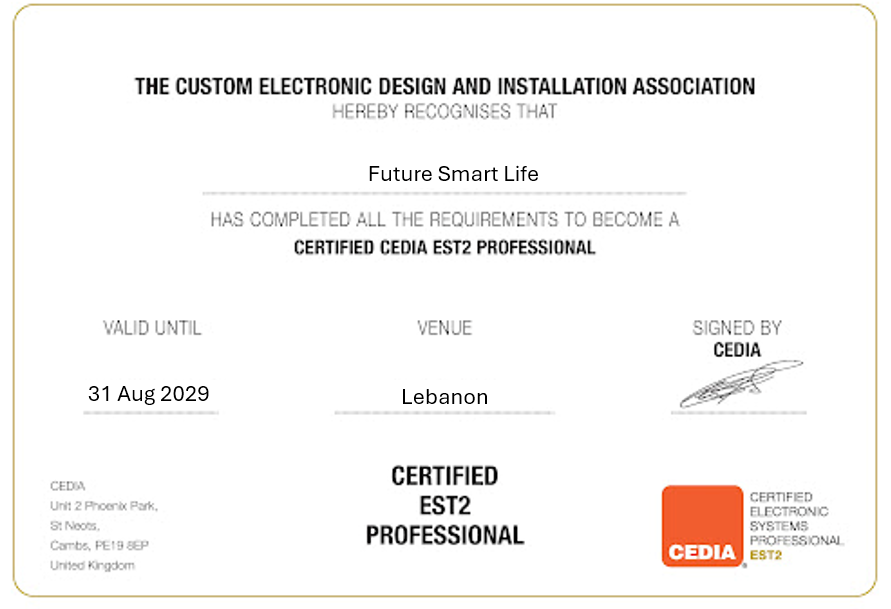 THE CUSTOM ELECTRONIC DESIGN AND INSTALLATION ASSOCIATION
HEREBY RECOGNISES THAT
Future Smart Life
HAS COMPLETED ALL THE REQUIREMENTS TO BECOME A
CERTIFIED CEDIA EST2 PROFESSIONAL
VALID UNTIL
31 Aug 2029
VENUE
Lebanon
SIGNED BY
CEDIA
CEDIA
Unit 2 Phoenix Park,
St Neots,
Cambs, PE19 8EP
United Kingdom
CERTIFIED
EST2
PROFESSIONAL
CEDIA
CERTIFIED
ELECTRONIC
SYSTEMS
PROFESSIONAL
EST2